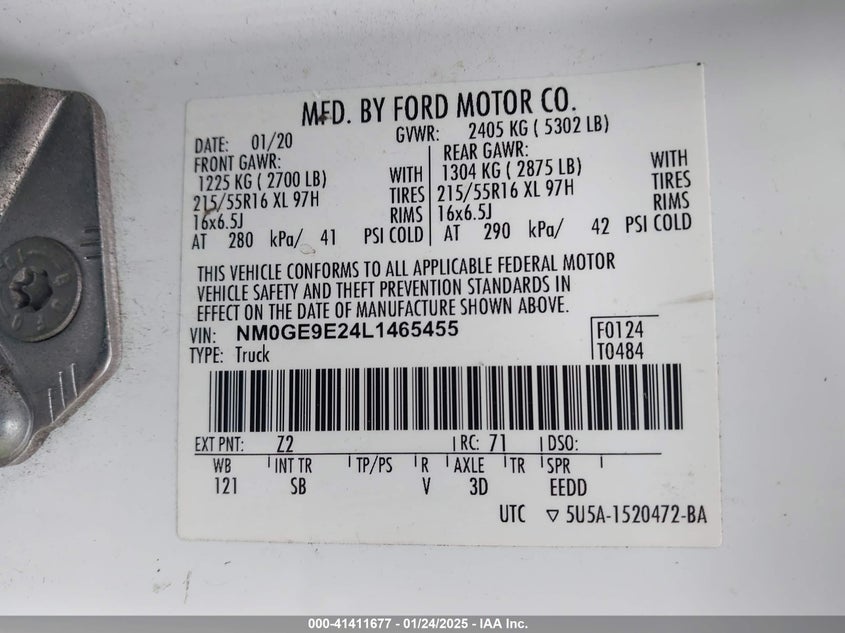 MFD. BY FORD MOTOR CO.
DATE: 01/20 GVWR: 2405 KG ( 5302 LB)
FRONT GAWR: REAR GAWR:
1225 KG ( 2700 LB) WITH 1304 KG ( 2875 LB) WITH
215/55R16 XL 97H TIRES 215/55R16 XL 97H TIRES
16x6.5J RIMS 16x6.5J RIMS
AT 280 kPa/ 41 PSI COLD AT 290 kPa/ 42 PSI COLD
THIS VEHICLE CONFORMS TO ALL APPLICABLE FEDERAL MOTOR
VEHICLE SAFETY AND THEFT PREVENTION STANDARDS IN
EFFECT ON THE DATE OF MANUFACTURE SHOWN ABOVE.
VIN: NM0GE9E24L1465455 F0124
TYPE: Truck T0484
EXT PNT: Z2 RC: 71 DSO:
WB INT TR TP/PS R AXLE TR SPR
121 SB V 3D EEDD
UTC ▽ 5U5A-1520472-BA
000-41411677 - 01/24/2025 - IAA Inc.